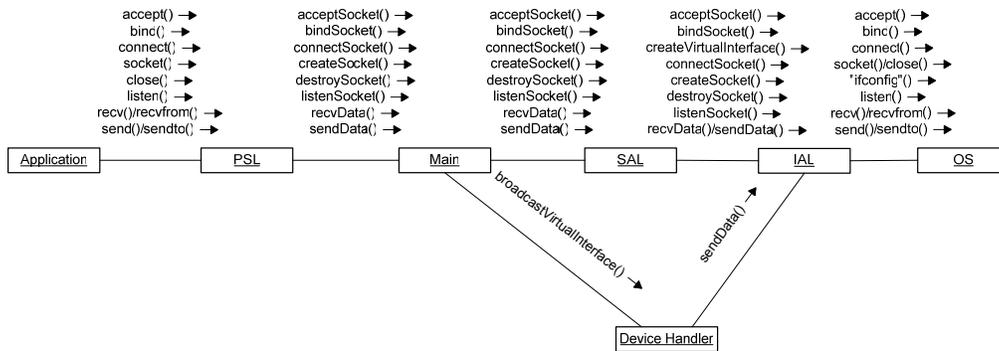 accept()
bind()
connect()
socket()
close()
listen()
recv()/recvfrom()
send()/sendto()
acceptSocket()
bindSocket()
connectSocket()
createSocket()
destroySocket()
listenSocket()
recvData()
sendData()
acceptSocket()
bindSocket()
connectSocket()
createSocket()
destroySocket()
listenSocket()
recvData()
sendData()
acceptSocket()
bindSocket()
createVirtualInterface()
connectSocket()
createSocket()
destroySocket()
listenSocket()
recvData()/sendData()
accept()
bind()
connect()
socket()/close()
"ifconfig"()
listen()
recv()/recvfrom()
send()/sendto()
Application
PSL
Main
SAL
IAL
OS
broadcastVirtualInterface()
sendData()
Device Handler